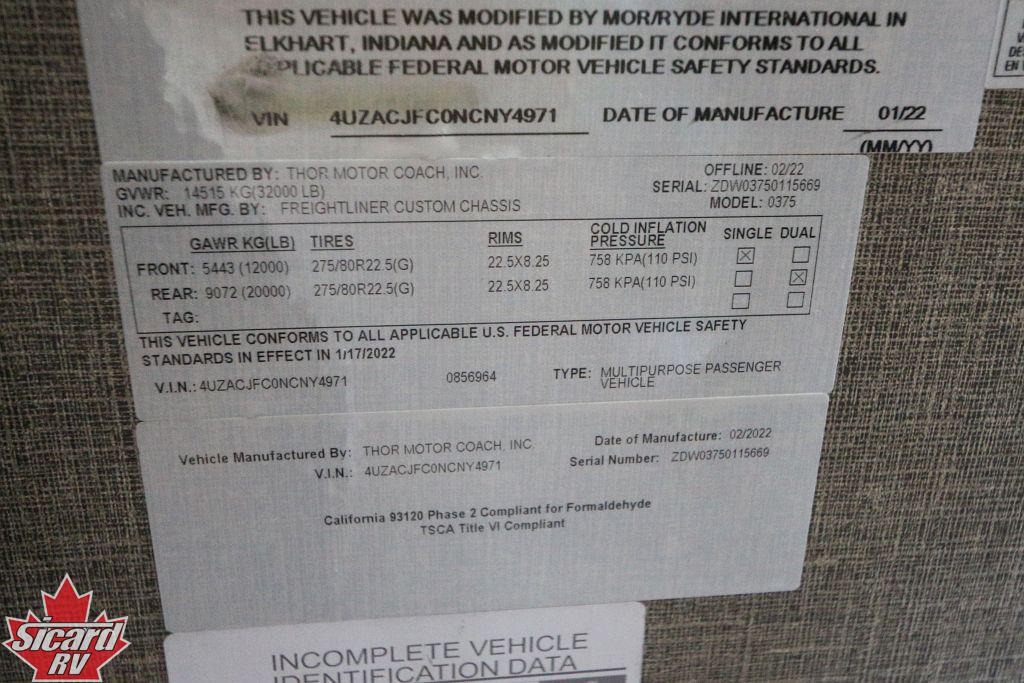 THIS VEHICLE WAS MODIFIED BY MOR/RYDE INTERNATIONAL IN
ELKHART, INDIANA AND AS MODIFIED IT CONFORMS TO ALL
FEDERAL MOTOR VEHICLE SAFETY STANDARDS.
VIN 4UZACJFC0NCNY4971 DATE OF MANUFACTURE 01/22
(MM/YY)
MANUFACTURED BY: THOR MOTOR COACH, INC. OFFLINE: 02/22
GVWR: 14515 KG(32000 LB) SERIAL: ZDW03750115669
INC. VEH. MFG. BY: FREIGHTLINER CUSTOM CHASSIS MODEL: 0375
GAWR KG(LB) TIRES RIMS COLD INFLATION PRESSURE SINGLE DUAL
FRONT: 5443 (12000) 275/80R22.5(G) 22.5X8.25 758 KPA(110 PSI)
REAR: 9072 (20000) 275/80R22.5(G) 22.5X8.25 758 KPA(110 PSI)
TAG:
THIS VEHICLE CONFORMS TO ALL APPLICABLE U.S. FEDERAL MOTOR VEHICLE SAFETY
STANDARDS IN EFFECT IN 1/17/2022
V.I.N.: 4UZACJFC0NCNY4971 0856964 TYPE: MULTIPURPOSE PASSENGER
VEHICLE
Vehicle Manufactured By: THOR MOTOR COACH, INC. Date of Manufacture: 02/2022
V.I.N.: 4UZACJFC0NCNY4971 Serial Number: ZDW03750115669
California 93120 Phase 2 Compliant for Formaldehyde
TSCA Title VI Compliant
INCOMPLETE VEHICLE
IDENTIFICATION DATA
Sicard
RV